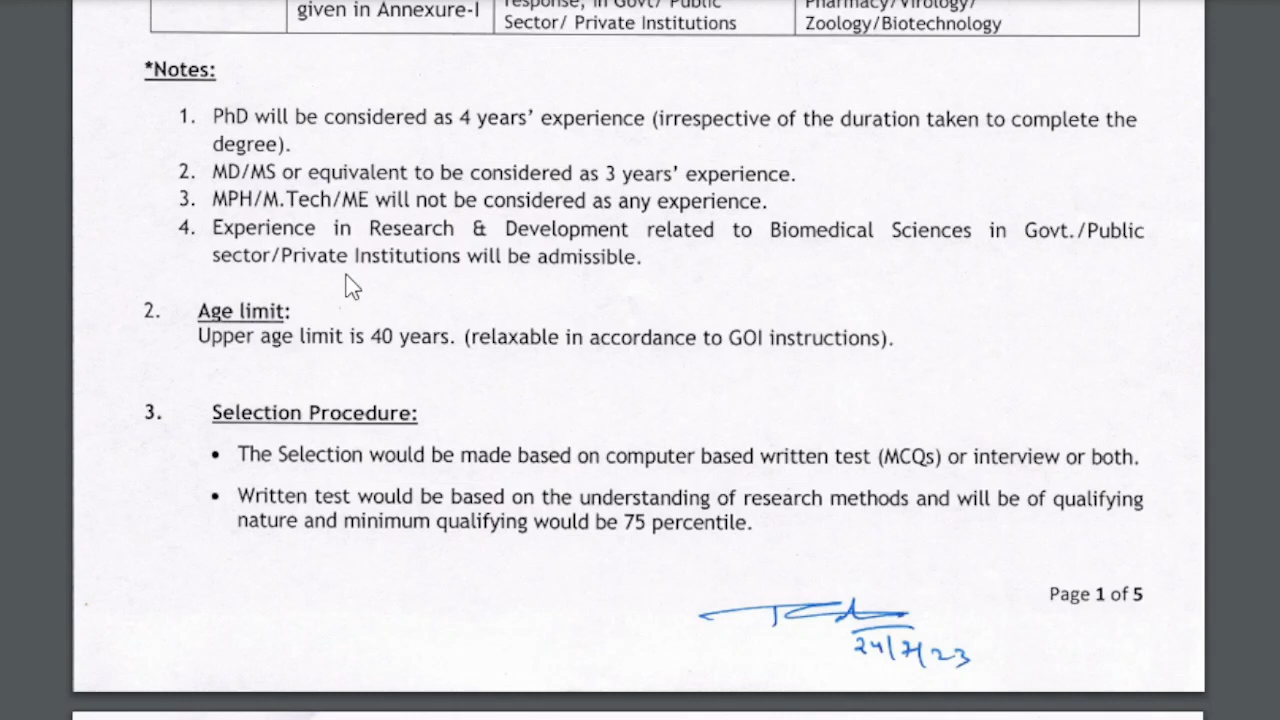 given in Annexure-I
response, in Govt/ Public
Sector/ Private Institutions
Pharmacy/Virology/
Zoology/Biotechnology
*Notes:
1. PhD will be considered as 4 years' experience (irrespective of the duration taken to complete the
degree).
2. MD/MS or equivalent to be considered as 3 years' experience.
3. MPH/M.Tech/ME will not be considered as any experience.
4. Experience in Research & Development related to Biomedical Sciences in Govt./Public
sector/Private Institutions will be admissible.
2. Age limit:
Upper age limit is 40 years. (relaxable in accordance to GOI instructions).
3. Selection Procedure:
• The Selection would be made based on computer based written test (MCQs) or interview or both.
• Written test would be based on the understanding of research methods and will be of qualifying
nature and minimum qualifying would be 75 percentile.
Page 1 of 5
24/7/23